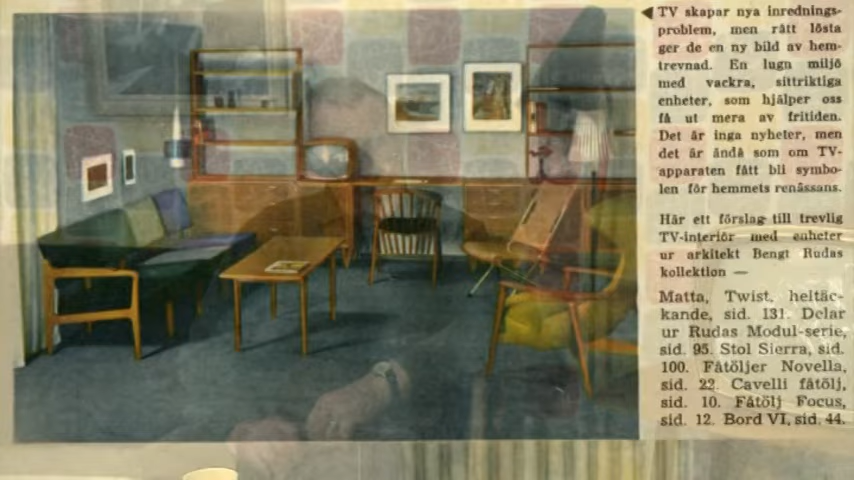 TV skapar nya inrednings-
problem, men rätt lösta
ger de en ny bild av hem-
trevnad. En lugn miljö
med vackra, sittriktiga
enheter, som hjälper oss
få ut mera av fritiden.
Det är inga nyheter, men
det är ändå som om TV-
apparaten fått bli symbo-
len för hemmets renässans.
Här ett förslag till trevlig
TV-interiör med enheter
ur arkitekt Bengt Rudas
kollektion —
Matta, Twist, heltäc-
kande, sid. 131. Delar
ur Rudas Modul-serie,
sid. 95. Stol Sierra, sid.
100. Fåtöljer Novella,
sid. 22. Cavelli fåtölj,
sid. 10. Fåtölj Focus,
sid. 12. Bord VI, sid. 44.